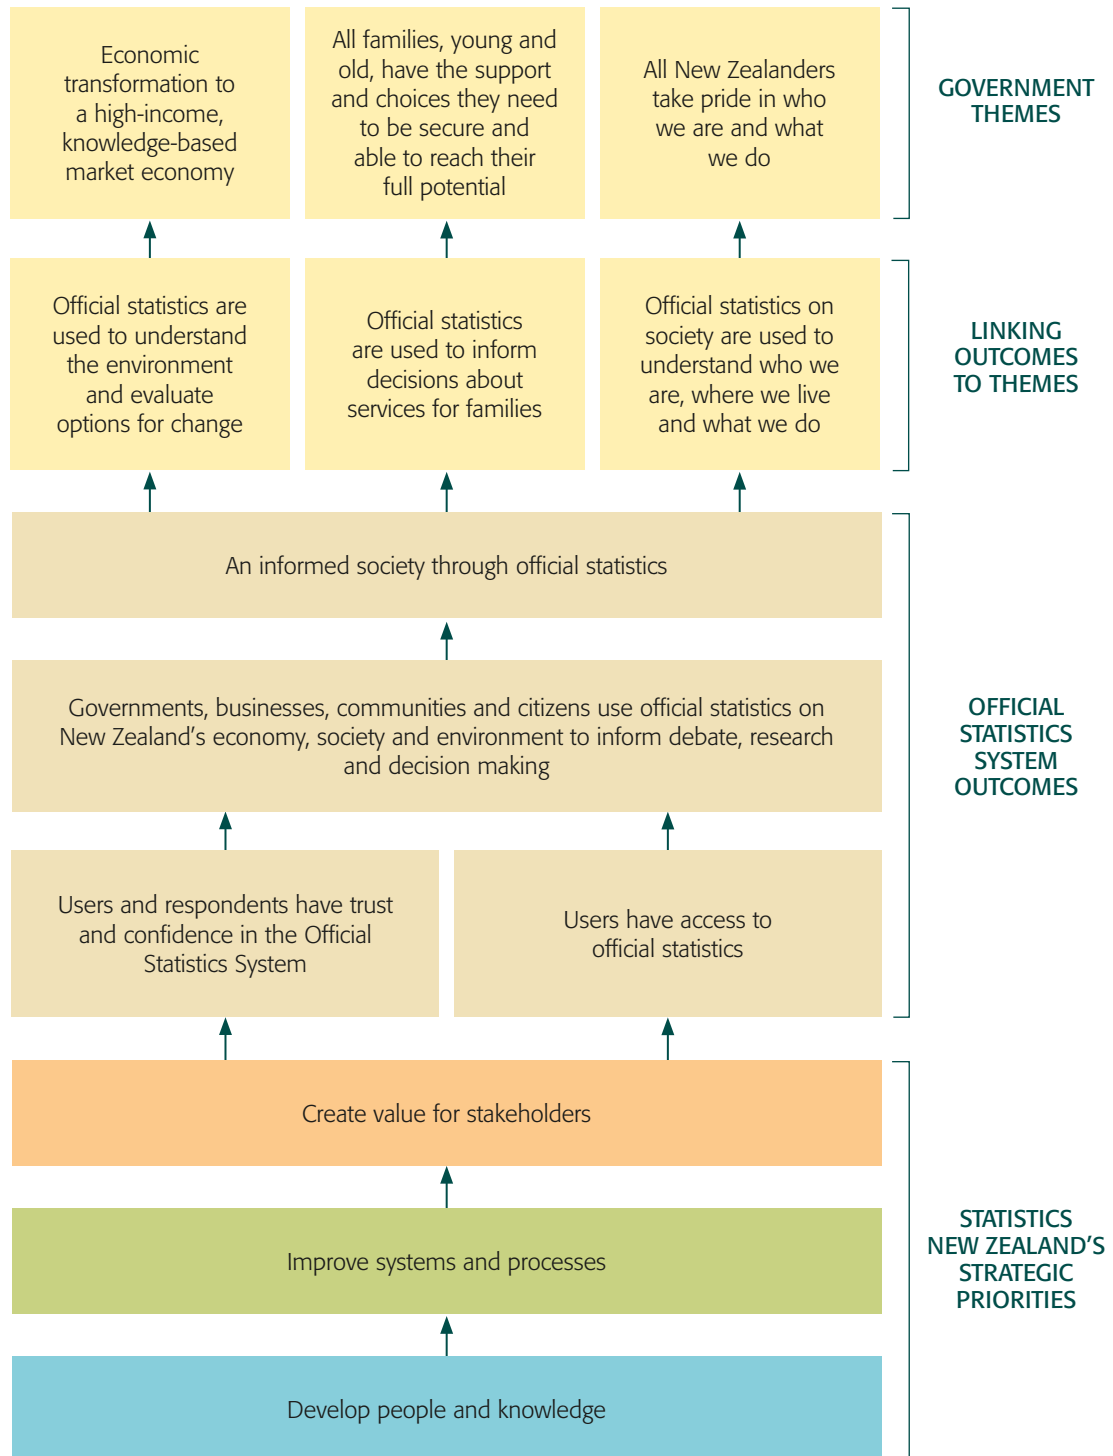 Economic
transformation to
a high-income,
knowledge-based
market economy
All families, young and
old, have the support
and choices they need
to be secure and
able to reach their
full potential
All New Zealanders
take pride in who
we are and what
we do
GOVERNMENT
THEMES
Official statistics are
used to understand
the environment
and evaluate
options for change
Official statistics
are used to inform
decisions about
services for families
Official statistics on
society are used to
understand who we
are, where we live
and what we do
LINKING
OUTCOMES
TO THEMES
An informed society through official statistics
Governments, businesses, communities and citizens use official statistics on
New Zealand’s economy, society and environment to inform debate, research
and decision making
Users and respondents have trust
and confidence in the Official
Statistics System
Users have access to
official statistics
OFFICIAL
STATISTICS
SYSTEM
OUTCOMES
Create value for stakeholders
Improve systems and processes
Develop people and knowledge
STATISTICS
NEW ZEALAND’S
STRATEGIC
PRIORITIES